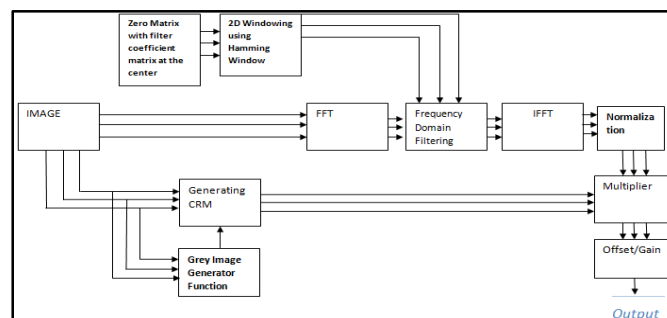 Zero Matrix
with filter
coefficient
matrix at the
center
2D Windowing
using
Hamming
Window
IMAGE
FFT
Frequency
Domain
Filtering
IFFT
Normaliza
tion
Generating
CRM
Multiplier
Grey Image
Generator
Function
Offset/Gain
Output